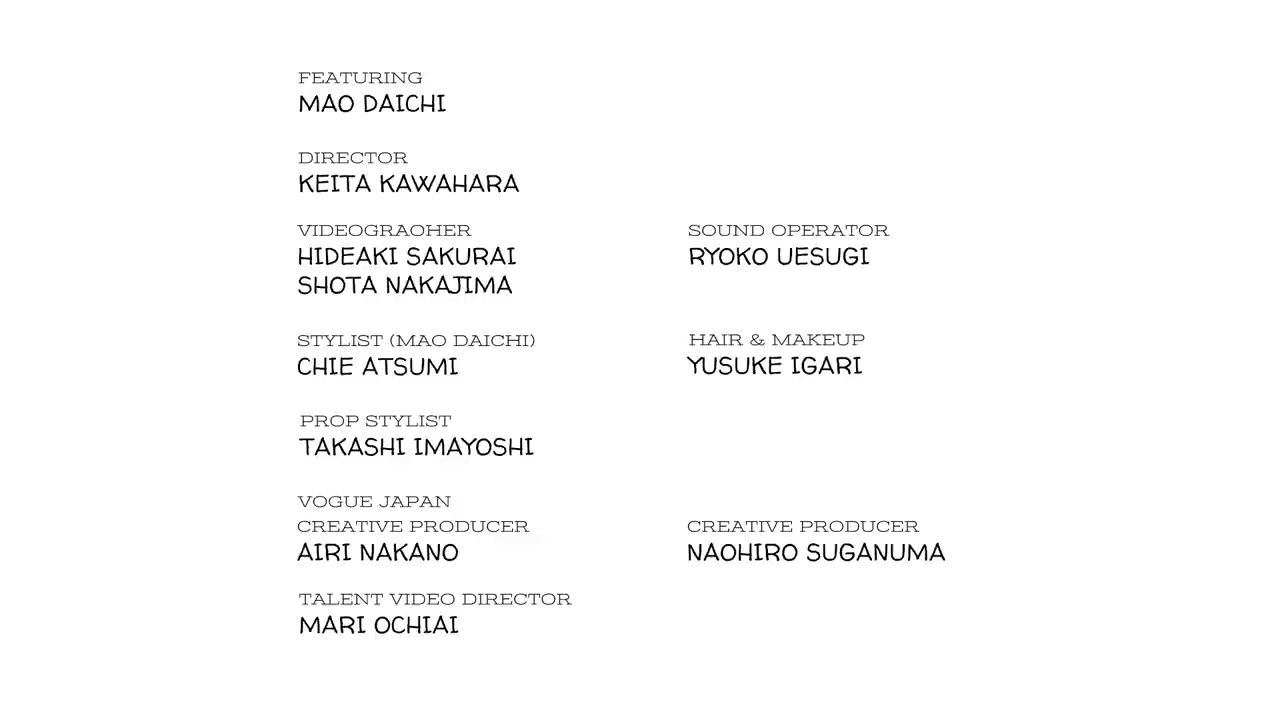 FEATURING
MAO DAICHI
DIRECTOR
KEITA KAWAHARA
VIDEOGRAOHER
HIDEAKI SAKURAI
SHOTA NAKAJIMA
SOUND OPERATOR
RYOKO UESUGI
STYLIST (MAO DAICHI)
CHIE ATSUMI
HAIR & MAKEUP
YUSUKE IGARI
PROP STYLIST
TAKASHI IMAYOSHI
VOGUE JAPAN
CREATIVE PRODUCER
AIRI NAKANO
CREATIVE PRODUCER
NAOHIRO SUGANUMA
TALENT VIDEO DIRECTOR
MARI OCHIAI